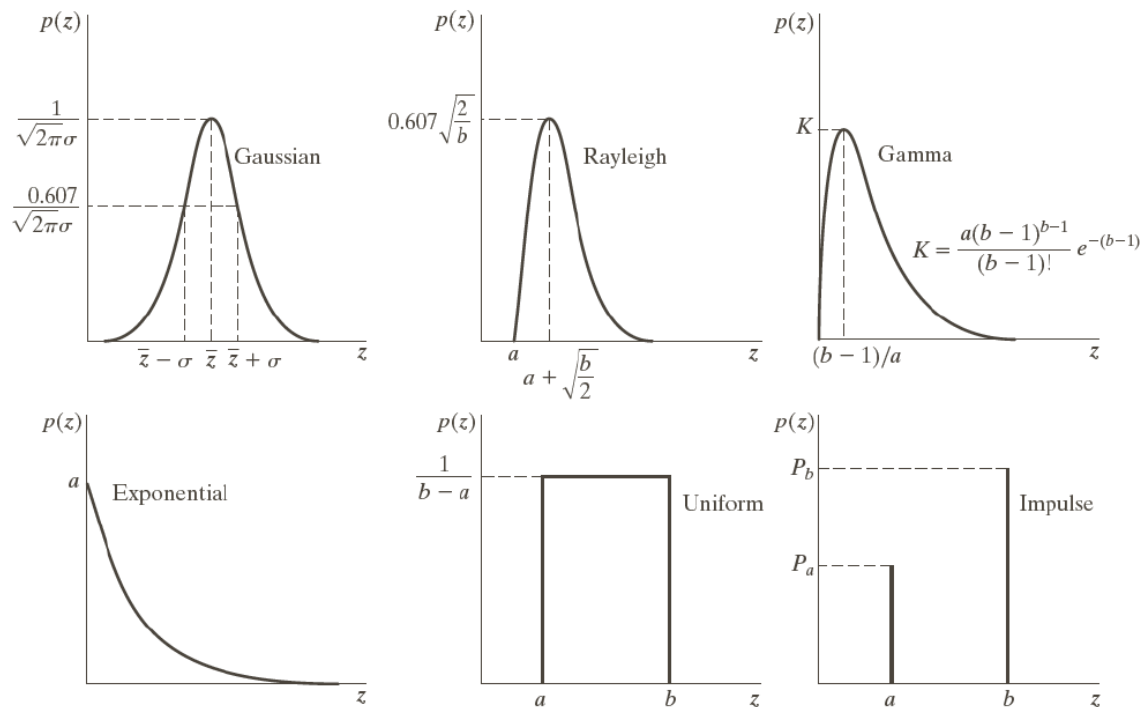 p(z)
1/√2πσ
Gaussian
0.607/√2πσ
z̄ − σ z̄ z̄ + σ z
p(z)
0.607√2/b
Rayleigh
a z
a + √b/2
p(z)
K
Gamma
K = a(b − 1)^{b−1}/(b − 1)! e^{−(b−1)}
(b − 1)/a z
p(z)
a
Exponential
z
p(z)
1/b − a
Uniform
a b z
p(z)
P_b
Impulse
P_a
a b z